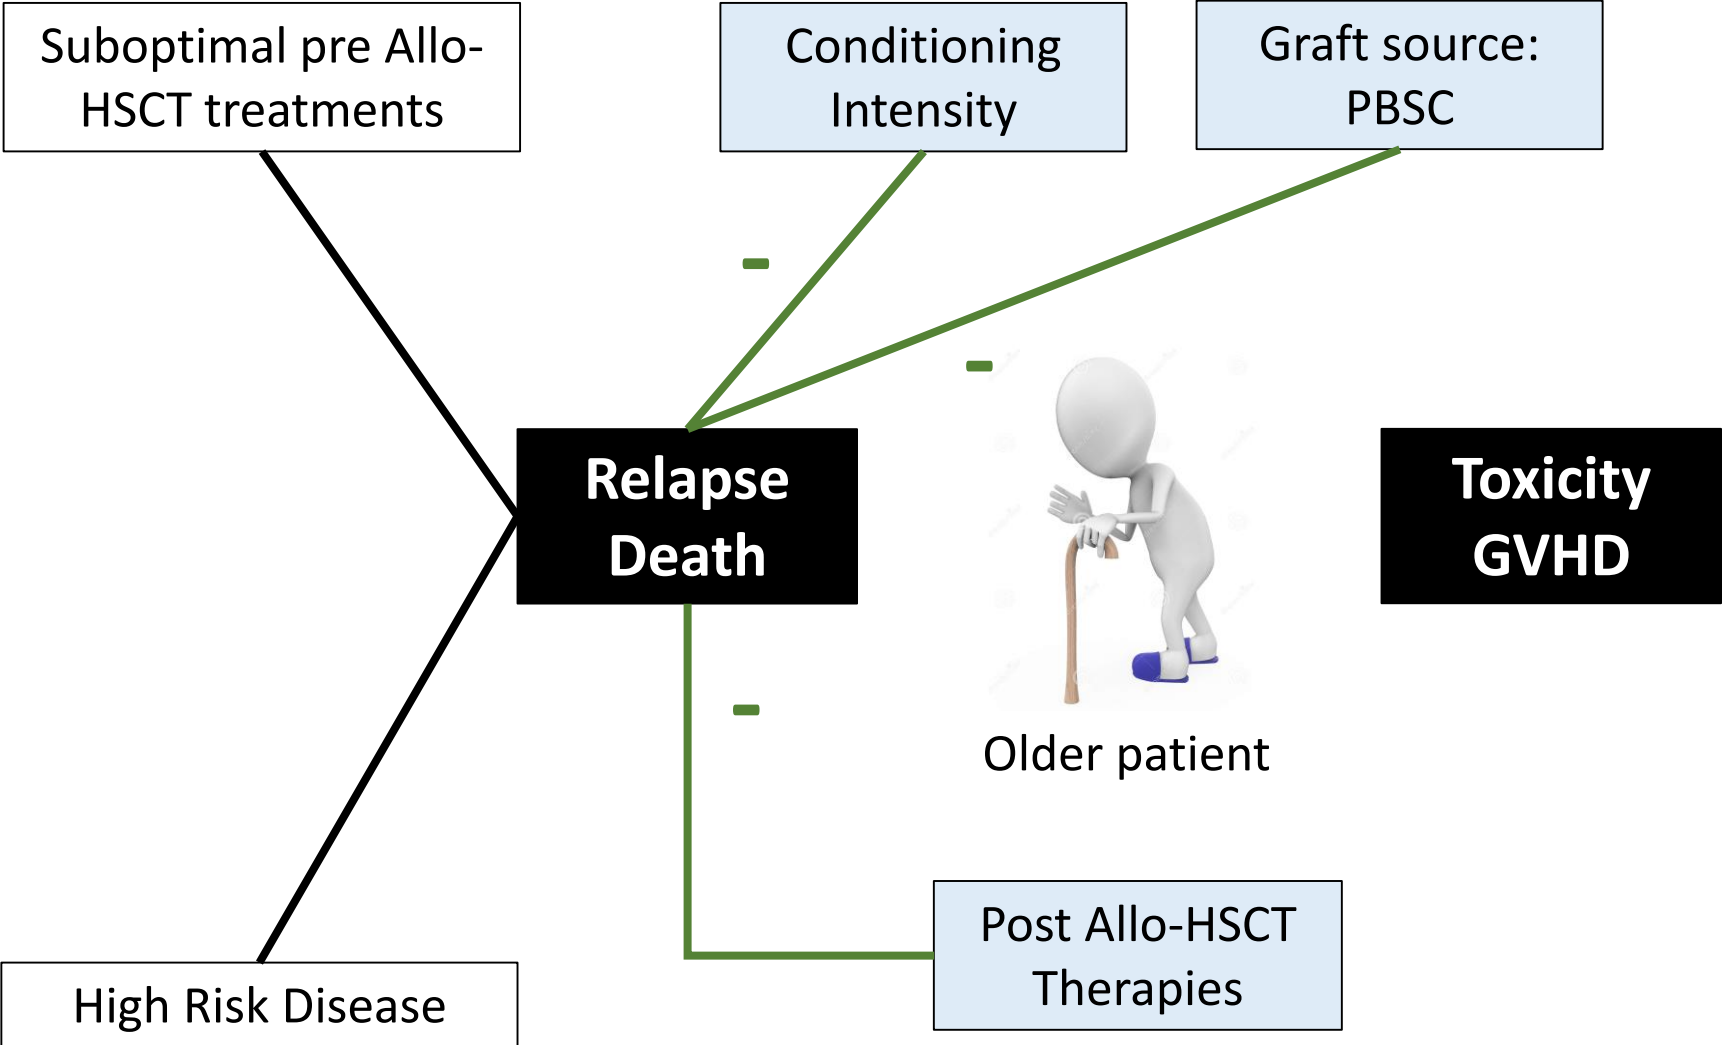 Suboptimal pre Allo-
HSCT treatments
Conditioning
Intensity
Graft source:
PBSC
-
-
Relapse
Death
Toxicity
GVHD
-
Older patient
Post Allo-HSCT
Therapies
High Risk Disease